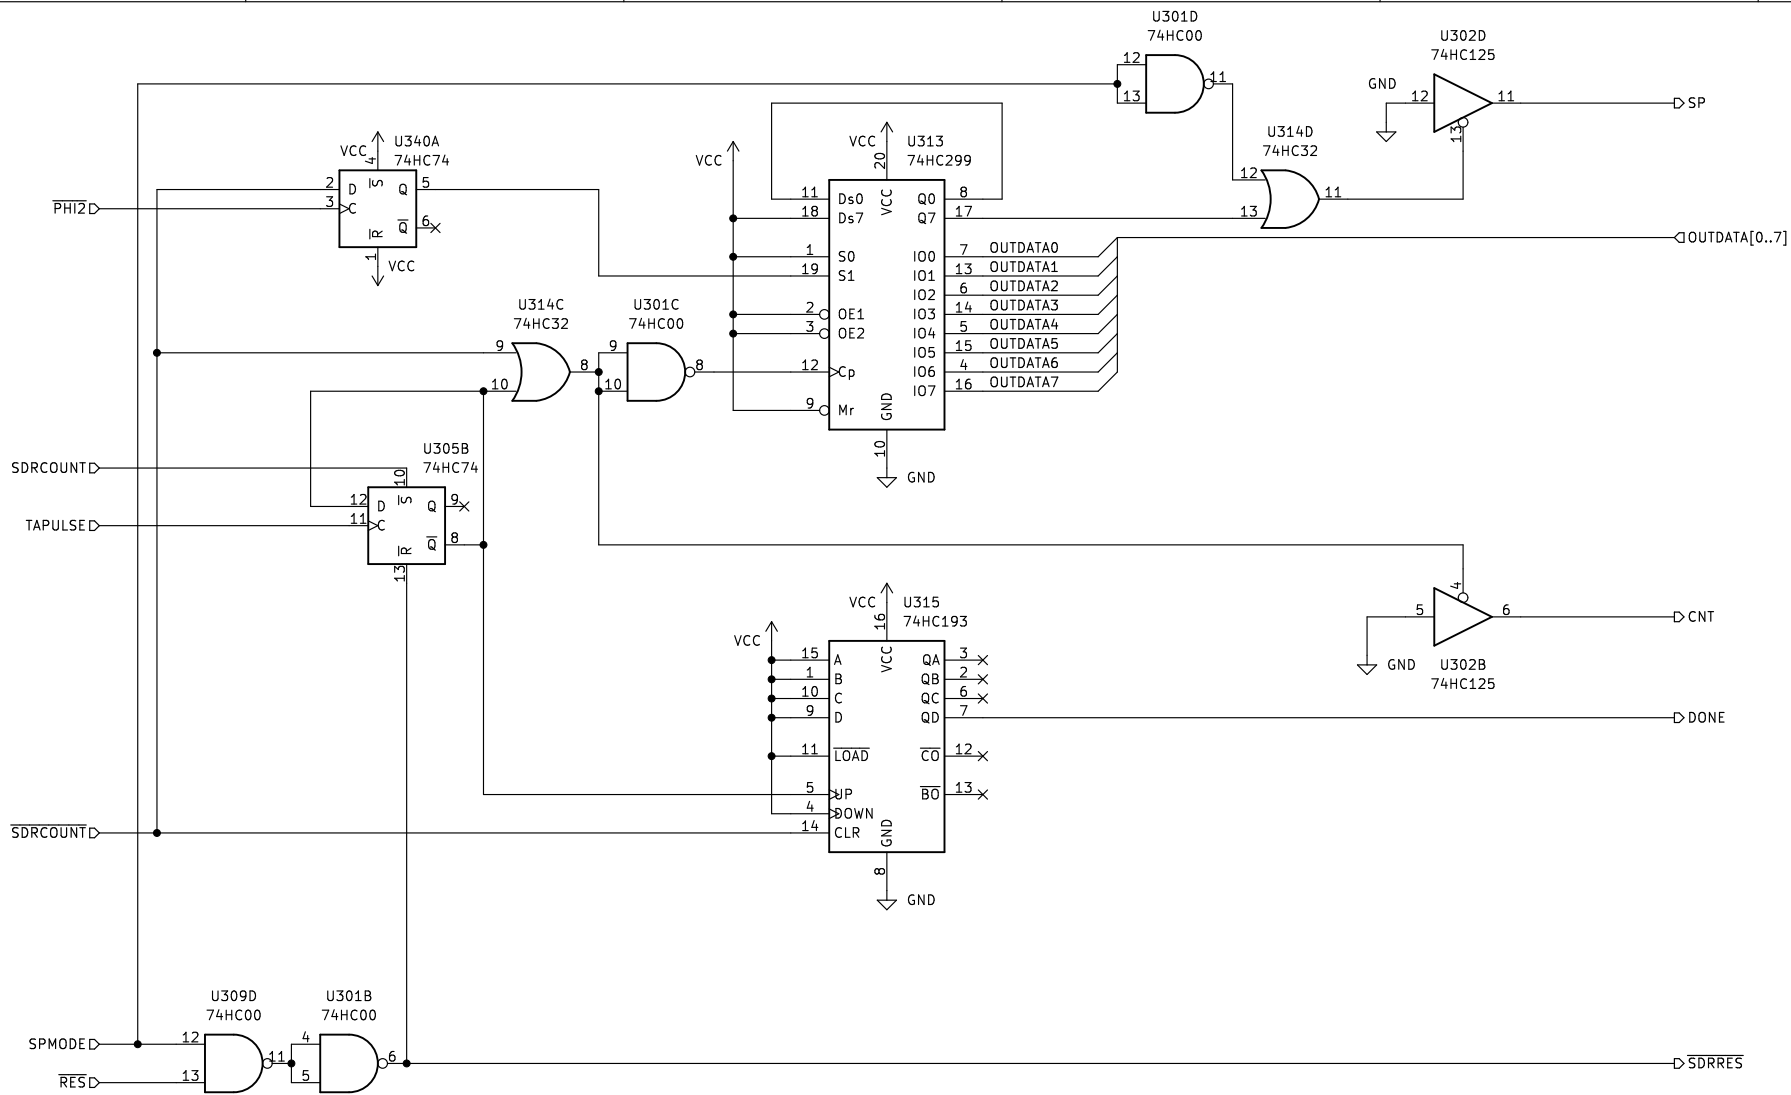 U301D
74HC00
12
13
11
U302D
74HC125
GND
12
11
13
SP
U314D
74HC32
12
13
11
VCC
4
U340A
74HC74
2
D
S
Q
5
PHI2
3
C
R
Q
6
1
VCC
VCC
VCC
20
U313
74HC299
11
Ds0
VCC
Q0
8
18
Ds7
Q7
17
1
S0
IO0
7
OUTDATA0
19
S1
IO1
13
OUTDATA1
IO2
6
OUTDATA2
2
OE1
IO3
14
OUTDATA3
3
OE2
IO4
5
OUTDATA4
IO5
15
OUTDATA5
12
Cp
IO6
4
OUTDATA6
IO7
16
OUTDATA7
9
Mr
GND
10
GND
OUTDATA[0..7]
U314C
74HC32
9
10
8
U301C
74HC00
9
10
8
SDRCOUNT
U305B
74HC74
10
12
D
S
Q
9
TAPULSE
11
C
R
Q
8
13
VCC
VCC
16
U315
74HC193
15
A
VCC
QA
3
1
B
QB
2
10
C
QC
6
9
D
QD
7
DONE
11
LOAD
CO
12
5
UP
BO
13
4
DOWN
14
CLR
GND
8
GND
SDRCOUNT
4
5
6
CNT
GND
U302B
74HC125
U309D
74HC00
U301B
74HC00
SPMODE
12
RES
13
11
4
5
6
SDRRES